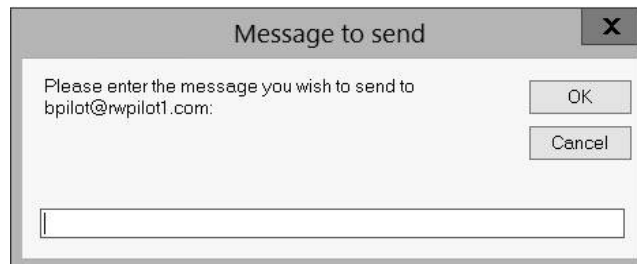 Message to send
X
Please enter the message you wish to send to
bpilot@rwpilot1.com:
OK
Cancel